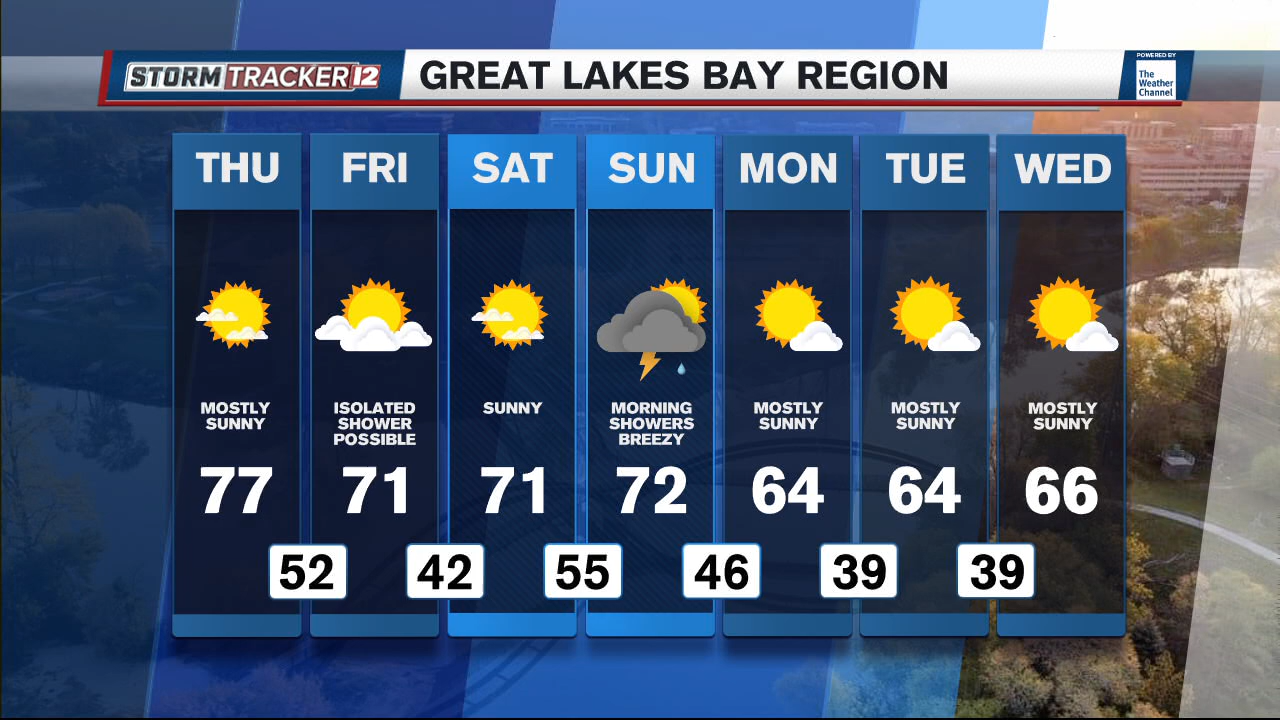 STORMTRACKER12
GREAT LAKES BAY REGION
POWERED BY
The
Weather
Channel
THU
FRI
SAT
SUN
MON
TUE
WED
MOSTLY
SUNNY
ISOLATED
SHOWER
POSSIBLE
SUNNY
MORNING
SHOWERS
BREEZY
MOSTLY
SUNNY
MOSTLY
SUNNY
MOSTLY
SUNNY
77
71
71
72
64
64
66
52
42
55
46
39
39